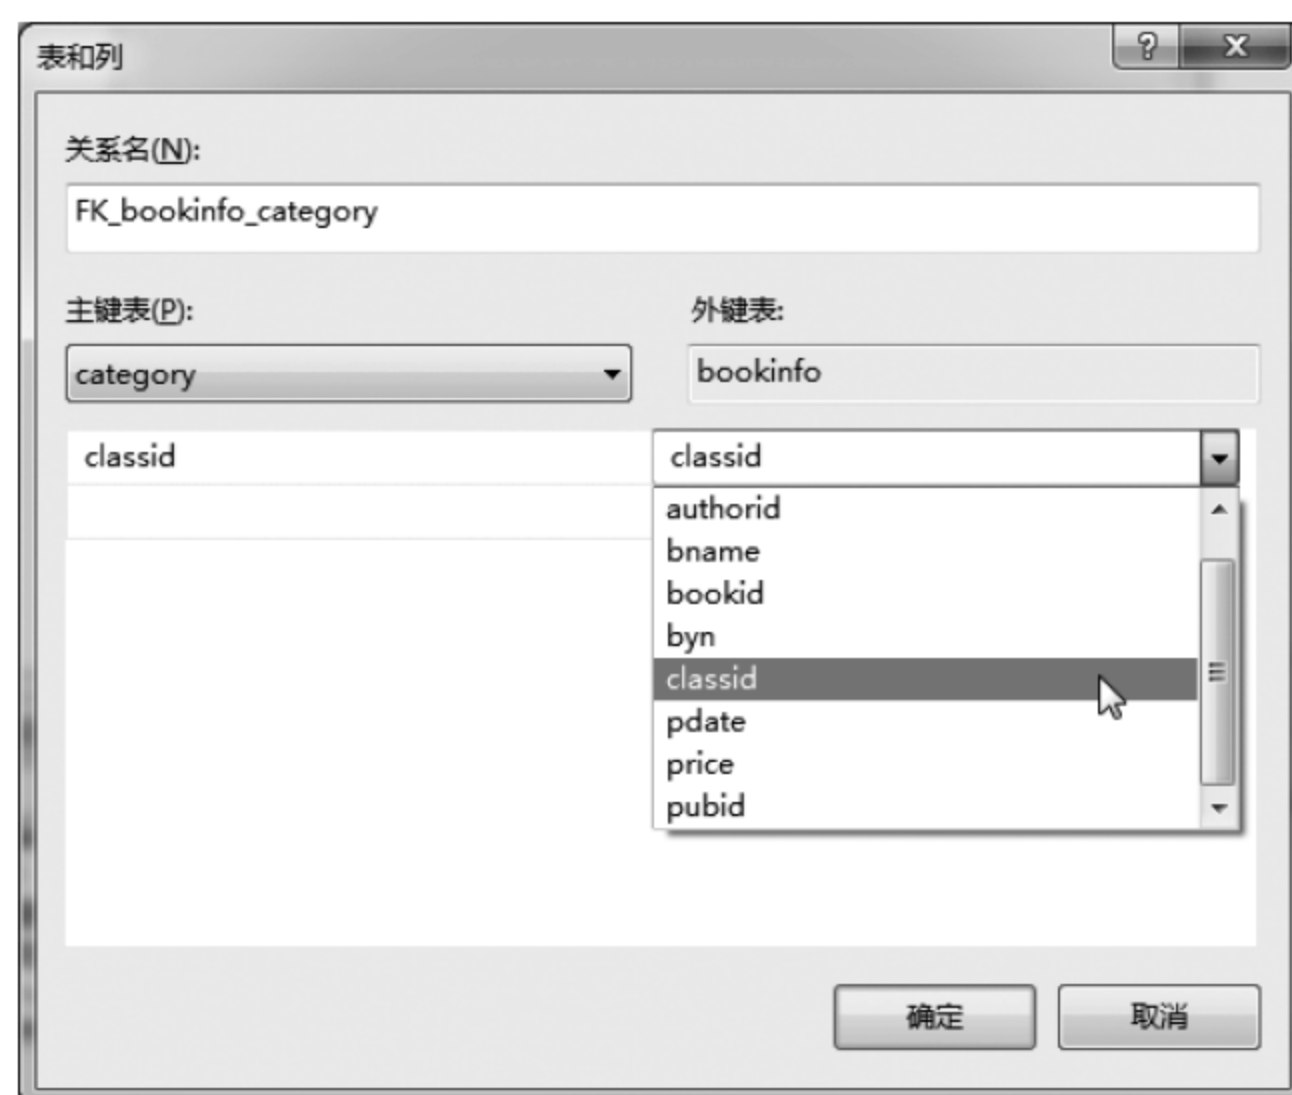 表和列
关系名(N):
FK_bookinfo_category
主键表(P):
外键表:
category
bookinfo
classid
classid
authorid
bname
bookid
byn
classid
pdate
price
pubid
确定
取消